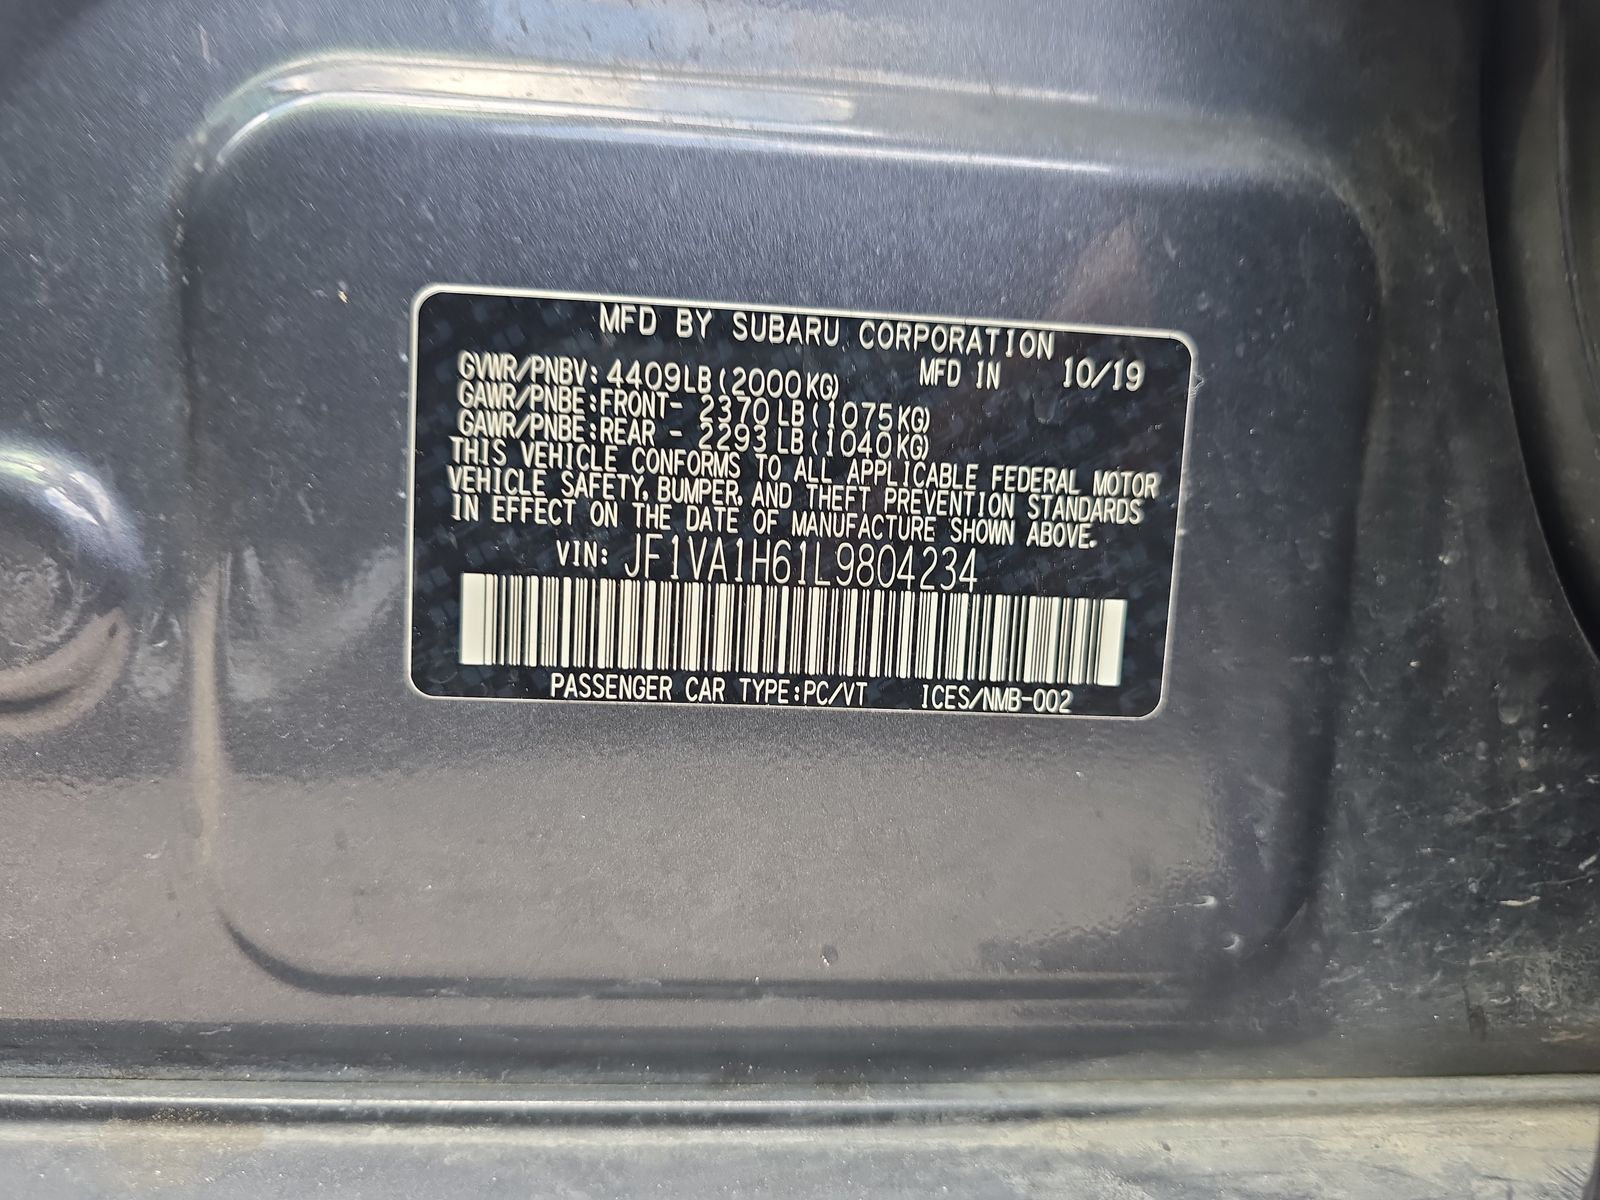 MFD BY SUBARU CORPORATION
GVWR/PNBV: 4409LB (2000KG) MFD IN 10/19
GAWR/PNBE:FRONT- 2370 LB (1075KG)
GAWR/PNBE:REAR - 2293 LB (1040KG)
THIS VEHICLE CONFORMS TO ALL APPLICABLE FEDERAL MOTOR
VEHICLE SAFETY, BUMPER, AND THEFT PREVENTION STANDARDS
IN EFFECT ON THE DATE OF MANUFACTURE SHOWN ABOVE.
VIN: JF1VA1H61L9804234
PASSENGER CAR TYPE:PC/VT ICES/NMB-002